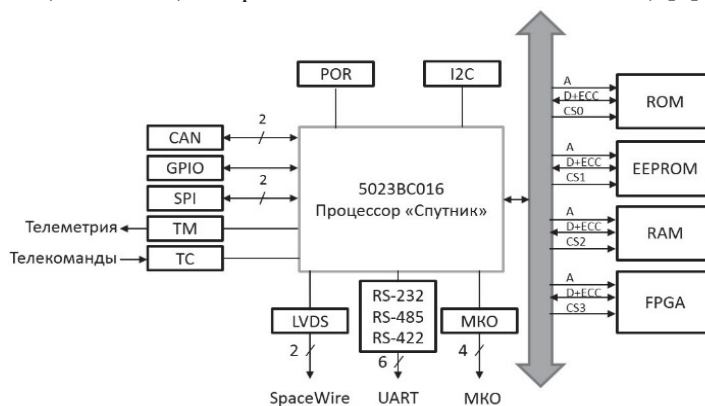 POR
I2C
CAN
2
GPIO
SPI
2
Телеметрия
TM
Телекоманды
TC
5023ВС016
Процессор «Спутник»
A
D+ECC
CS0
ROM
A
D+ECC
CS1
EEPROM
A
D+ECC
CS2
RAM
A
D+ECC
CS3
FPGA
LVDS
RS-232
RS-485
RS-422
МКО
2
6
4
SpaceWire
UART
МКО